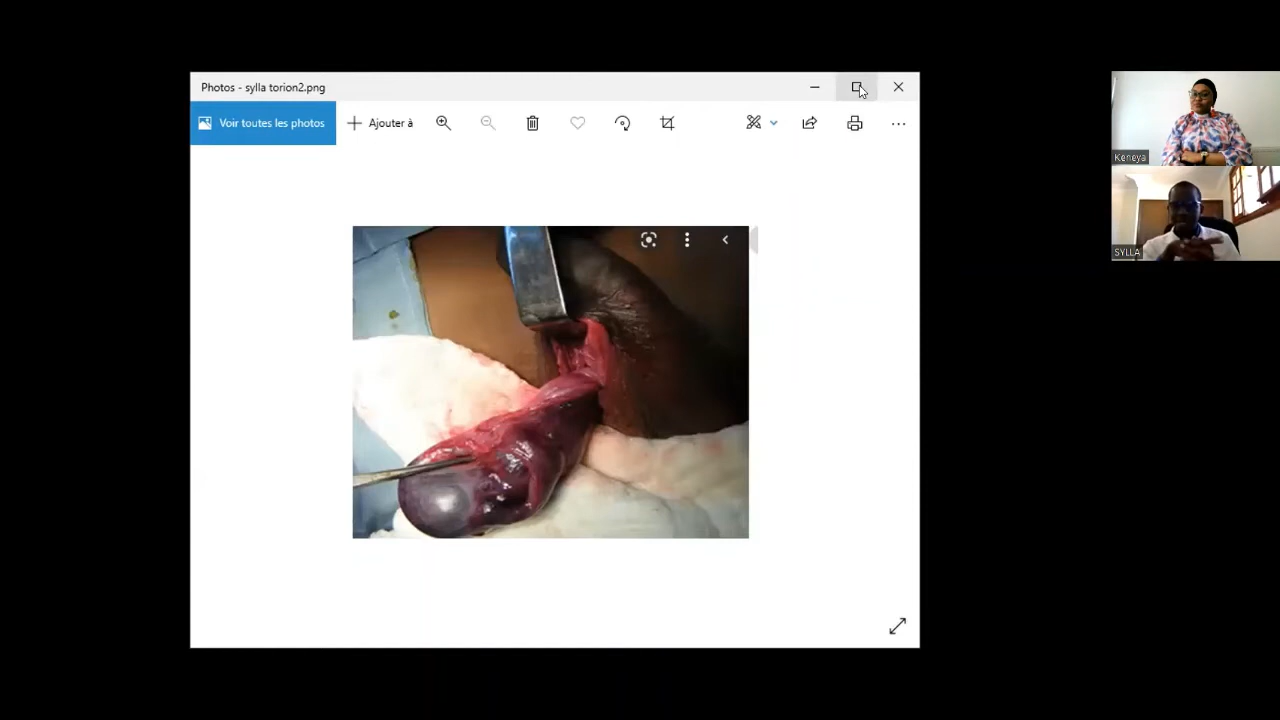 Photos - sylla torion2.png
Voir toutes les photos
Ajouter à
Keneya
SYLLA